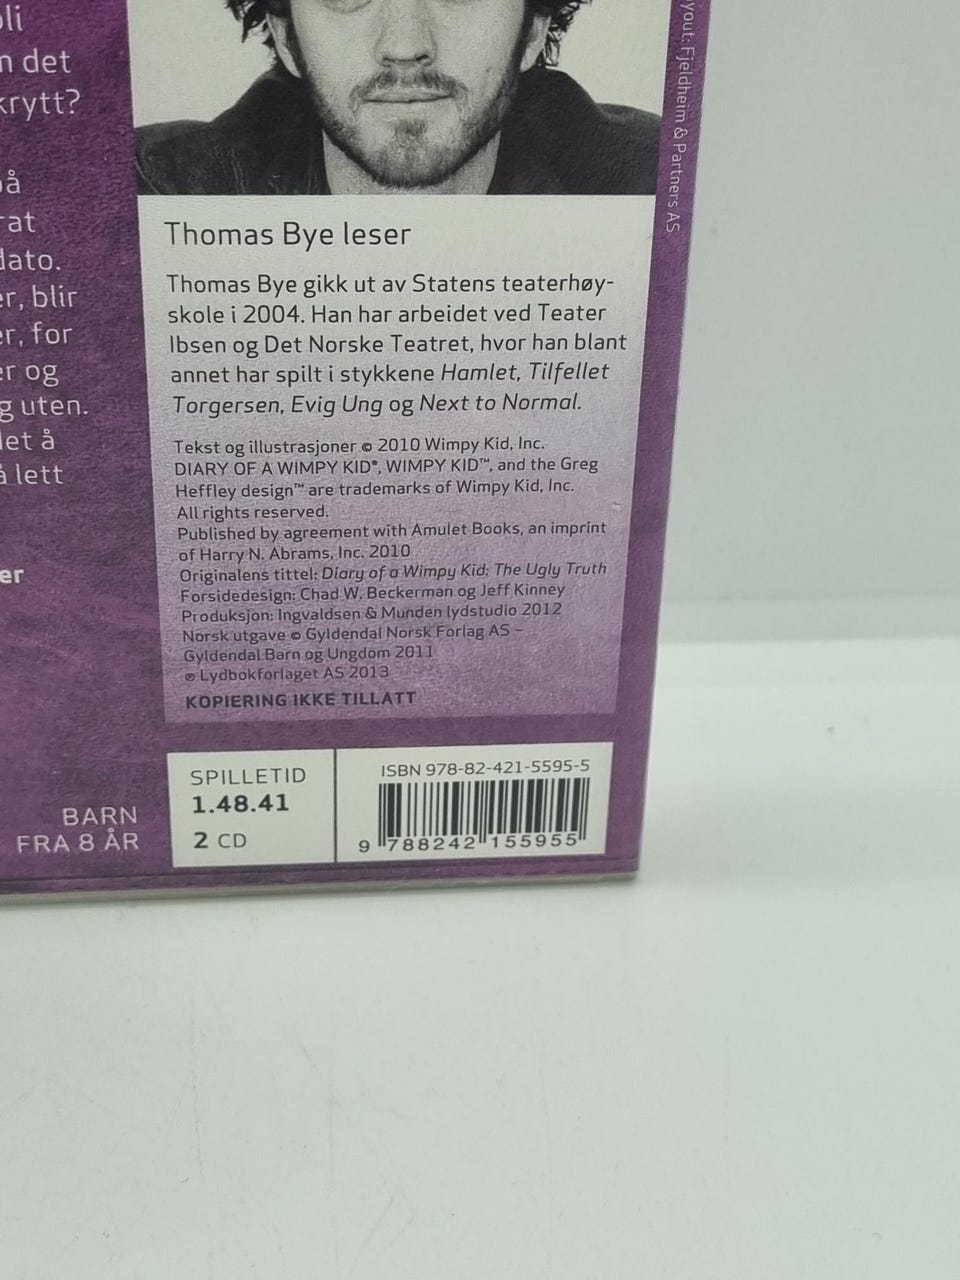 li
det
krytt?
på
rat
dato.
er, blir
er, for
er og
g uten.
det å
å lett
er
BARN
FRA 8 ÅR
Thomas Bye leser
Thomas Bye gikk ut av Statens teaterhøy-
skole i 2004. Han har arbeidet ved Teater
Ibsen og Det Norske Teatret, hvor han blant
annet har spilt i stykkene Hamlet, Tilfellet
Torgersen, Evig Ung og Next to Normal.
Tekst og illustrasjoner © 2010 Wimpy Kid, Inc.
DIARY OF A WIMPY KID®, WIMPY KID™, and the Greg
Heffley design™ are trademarks of Wimpy Kid, Inc.
All rights reserved.
Published by agreement with Amulet Books, an imprint
of Harry N. Abrams, Inc. 2010
Originalens tittel: Diary of a Wimpy Kid: The Ugly Truth
Forsidedesign: Chad W. Beckerman og Jeff Kinney
Produksjon: Ingvaldsen & Munden lydstudio 2012
Norsk utgave © Gyldendal Norsk Forlag AS –
Gyldendal Barn og Ungdom 2011
℗ Lydbokforlaget AS 2013
KOPIERING IKKE TILLATT
SPILLETID
1.48.41
2 CD
ISBN 978-82-421-5595-5
9 788242 155955
yout: Fjeldheim & Partners AS